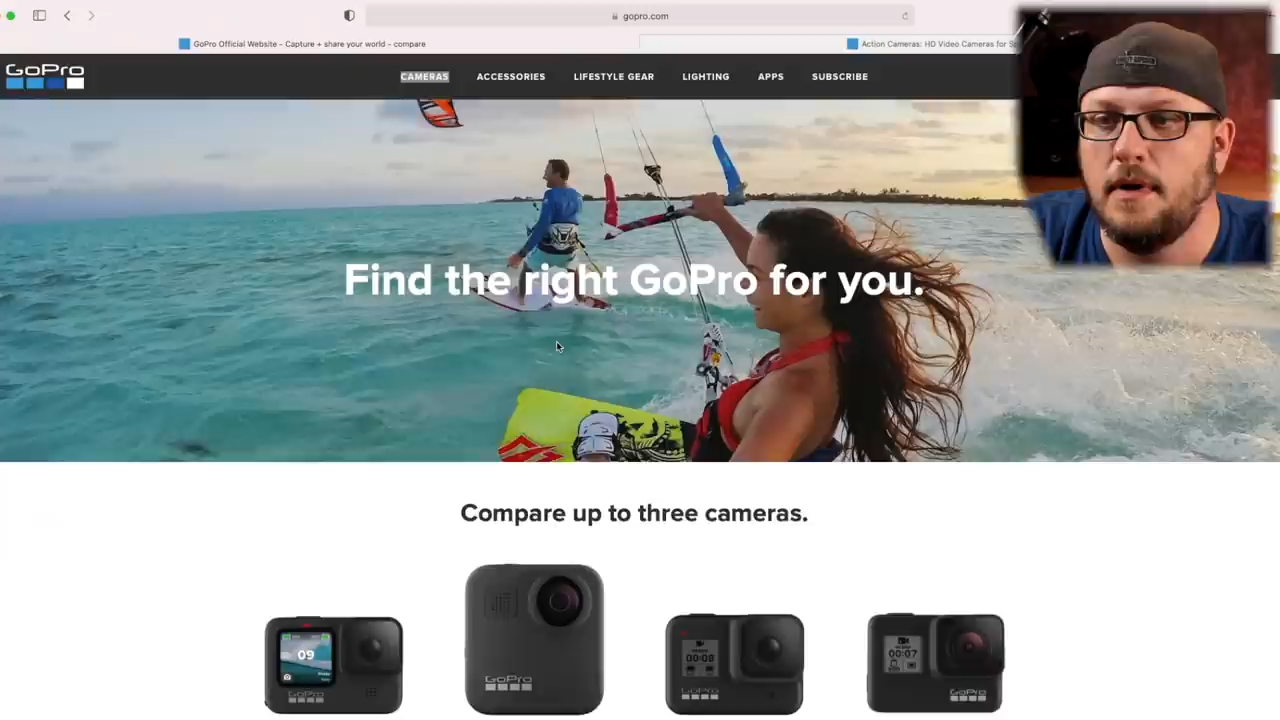 gopro.com
GoPro Official Website - Capture + share your world - compare
Action Cameras: HD Video Cameras for Sp
GoPro
CAMERAS
ACCESSORIES
LIFESTYLE GEAR
LIGHTING
APPS
SUBSCRIBE
Find the right GoPro for you.
Compare up to three cameras.
09
GoPro
GoPro
00:08
GoPro
00:07
GoPro